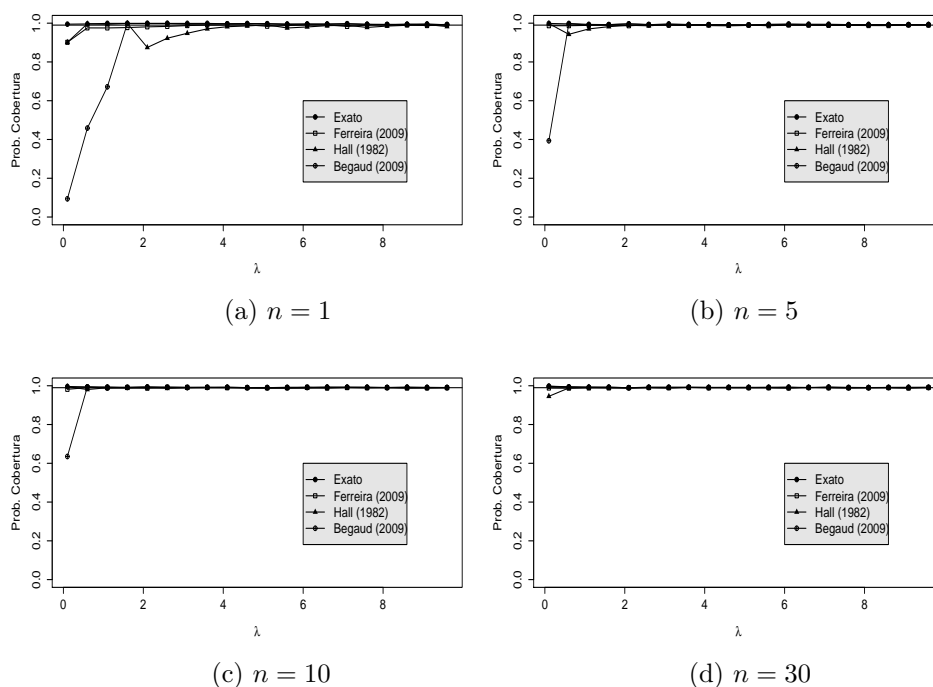 Prob. Cobertura
0.0 0.2 0.4 0.6 0.8 1.0
Exato
Ferreira (2009)
Hall (1982)
Begaud (2009)
0 2 4 6 8
λ
(a) n = 1
Prob. Cobertura
0.0 0.2 0.4 0.6 0.8 1.0
Exato
Ferreira (2009)
Hall (1982)
Begaud (2009)
0 2 4 6 8
λ
(b) n = 5
Prob. Cobertura
0.0 0.2 0.4 0.6 0.8 1.0
Exato
Ferreira (2009)
Hall (1982)
Begaud (2009)
0 2 4 6 8
λ
(c) n = 10
Prob. Cobertura
0.0 0.2 0.4 0.6 0.8 1.0
Exato
Ferreira (2009)
Hall (1982)
Begaud (2009)
0 2 4 6 8
λ
(d) n = 30